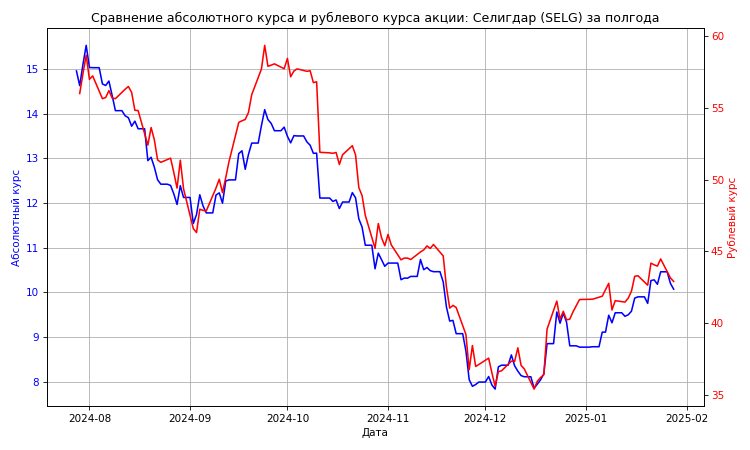 Сравнение абсолютного курса и рублевого курса акции: Селигдар (SELG) за полгода
Абсолютный курс
15
14
13
12
11
10
9
8
60
55
50
45
40
35
Рублевый курс
2024-08 2024-09 2024-10 2024-11 2024-12 2025-01 2025-02
Дата